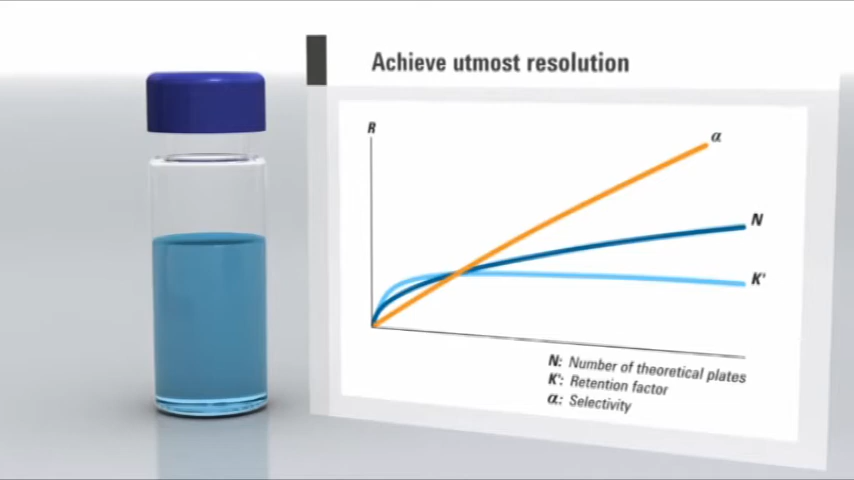 Achieve utmost resolution
R
α
N
K'
N: Number of theoretical plates
K': Retention factor
α: Selectivity